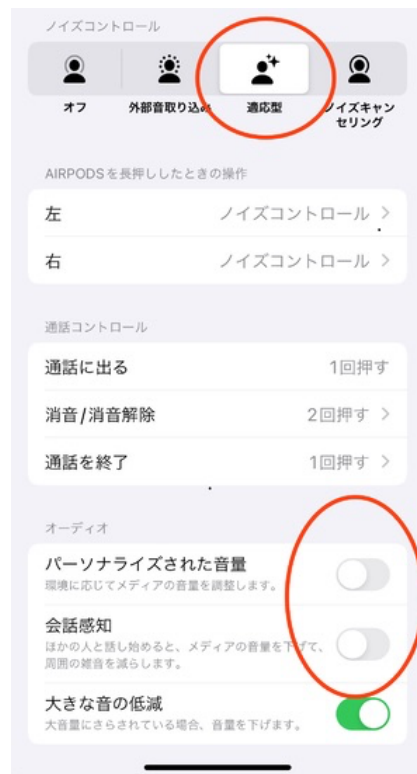 ノイズコントロール
オフ
外部音取り込み
適応型
ノイズキャン
セリング
AIRPODSを長押ししたときの操作
左 ノイズコントロール >
右 ノイズコントロール >
通話コントロール
通話に出る 1回押す
消音/消音解除 2回押す >
通話を終了 1回押す >
オーディオ
パーソナライズされた音量
環境に応じてメディアの音量を調整します。
会話感知
ほかの人と話し始めると、メディアの音量を下げて、
周囲の雑音を減らします。
大きな音の低減
大音量にさらされている場合、音量を下げます。